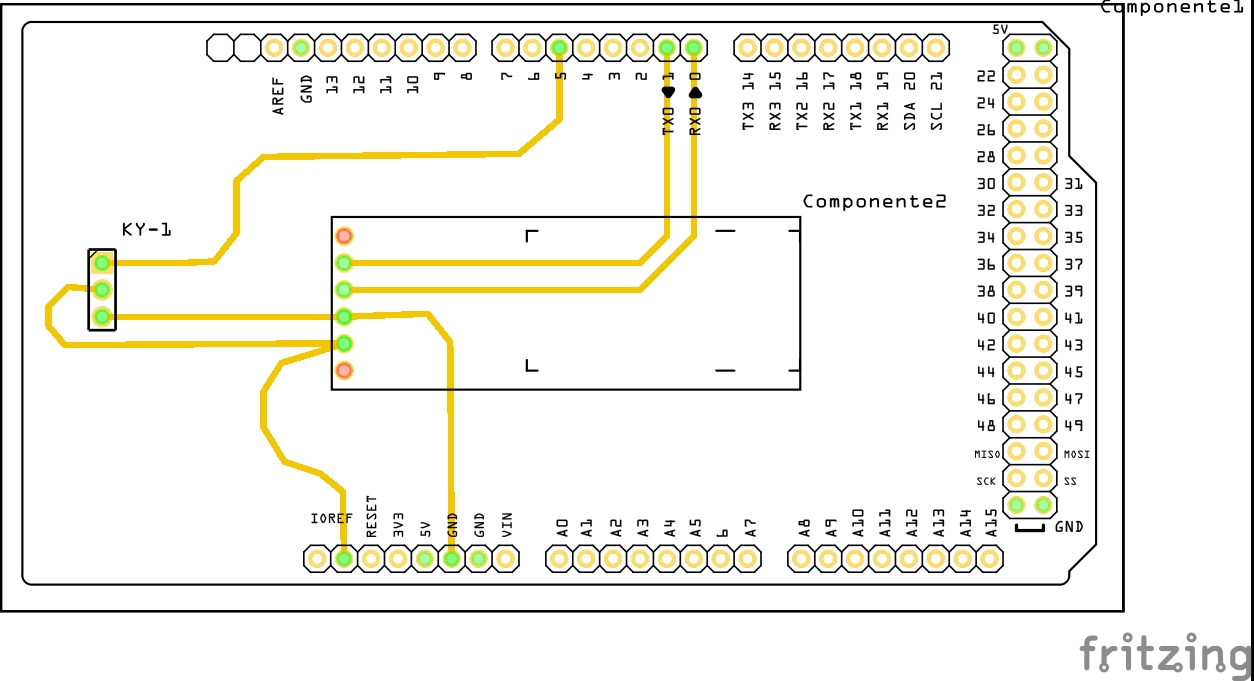 Componente1
5V
AREF GND 13 12 11 10 9 8 7 6 5 4 3 2 1 0
TX0 RX0
TX3 14 RX3 15 TX2 16 RX2 17 TX1 18 RX1 19 SDA 20 SCL 21
22
24
26
28
30 31
32 33
34 35
36 37
38 39
40 41
42 43
44 45
46 47
48 49
MISO MOSI
SCK SS
GND
KY-1
Componente2
IOREF RESET 3V3 5V GND GND VIN
A0 A1 A2 A3 A4 A5 6 A7
A8 A9 A10 A11 A12 A13 A14 A15
fritzing